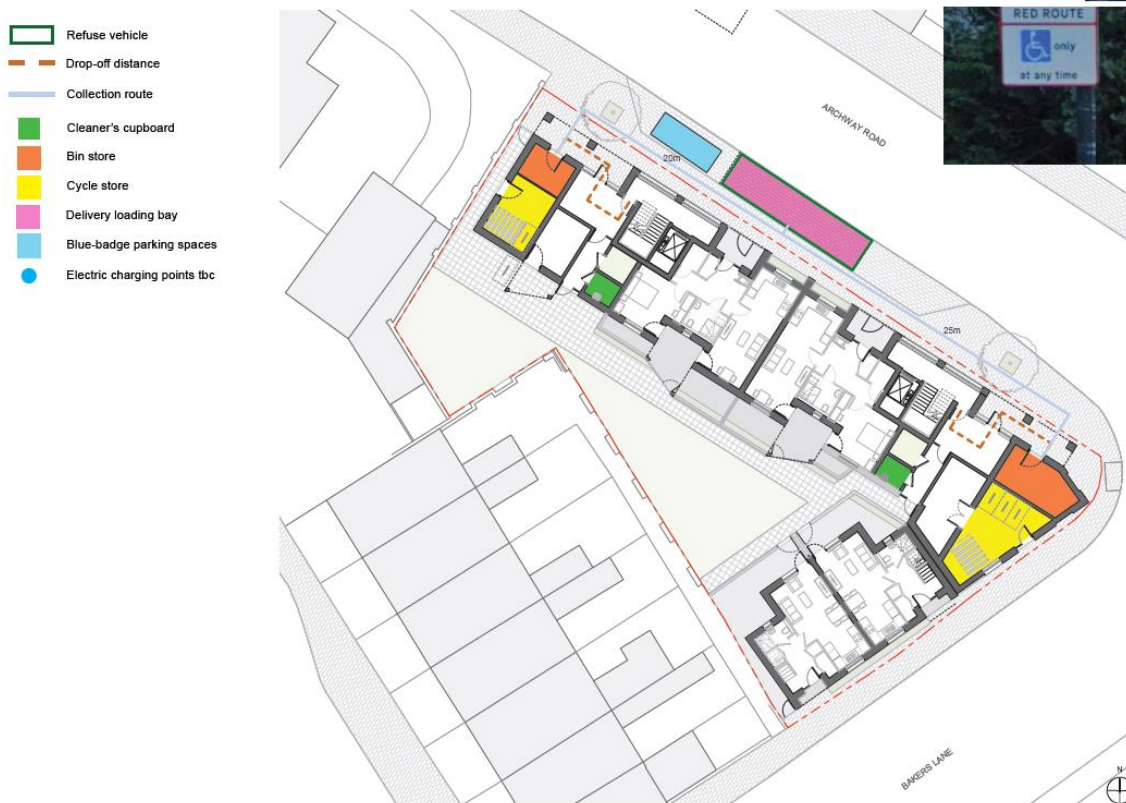 Refuse vehicle
Drop-off distance
Collection route
Cleaner's cupboard
Bin store
Cycle store
Delivery loading bay
Blue-badge parking spaces
Electric charging points tbc
RED ROUTE
only
at any time
ARCHWAY ROAD
20m
25m
BAKERS LANE
N